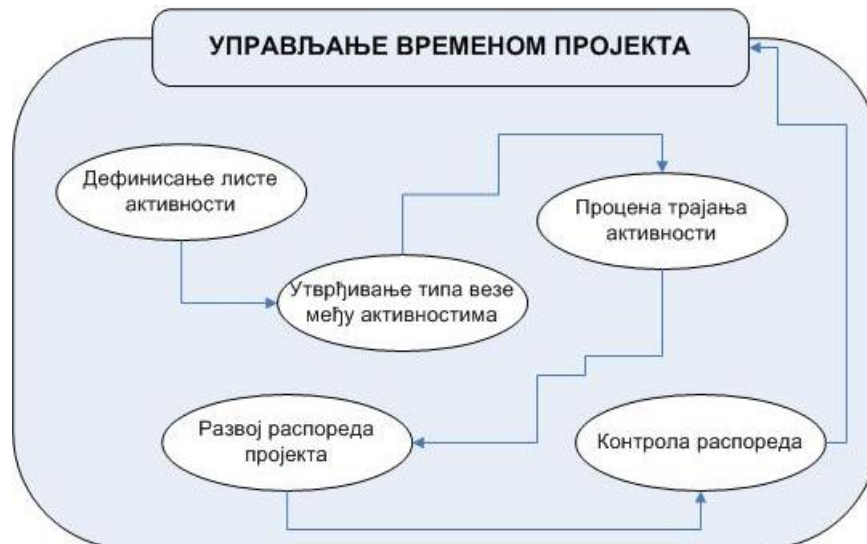 УПРАВЉАЊЕ ВРЕМЕНОМ ПРОЈЕКТА
Дефинисање листе
активности
Процена трајања
активности
Утврђивање типа везе
међу активностима
Развој распореда
пројекта
Контрола распореда